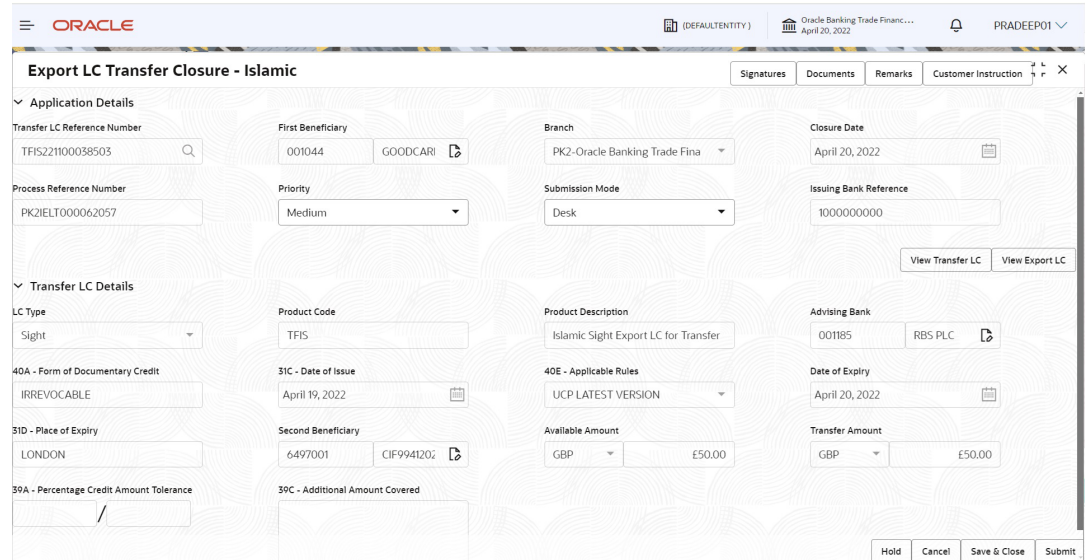 ORACLE
(DEFAULTENTITY )
Oracle Banking Trade Financ...
April 20, 2022
PRADEEP01
Export LC Transfer Closure - Islamic
Signatures
Documents
Remarks
Customer Instruction
Application Details
Transfer LC Reference Number
First Beneficiary
Branch
Closure Date
TFIS221100038503
001044
GOODCARI
PK2-Oracle Banking Trade Fina
April 20, 2022
Process Reference Number
Priority
Submission Mode
Issuing Bank Reference
PK2IELT000062057
Medium
Desk
1000000000
View Transfer LC
View Export LC
Transfer LC Details
LC Type
Product Code
Product Description
Advising Bank
Sight
TFIS
Islamic Sight Export LC for Transfer
001185
RBS PLC
40A - Form of Documentary Credit
31C - Date of Issue
40E - Applicable Rules
Date of Expiry
IRREVOCABLE
April 19, 2022
UCP LATEST VERSION
April 20, 2022
31D - Place of Expiry
Second Beneficiary
Available Amount
Transfer Amount
LONDON
6497001
CIF9941202
GBP
£50.00
GBP
£50.00
39A - Percentage Credit Amount Tolerance
39C - Additional Amount Covered
/
Hold
Cancel
Save & Close
Submit